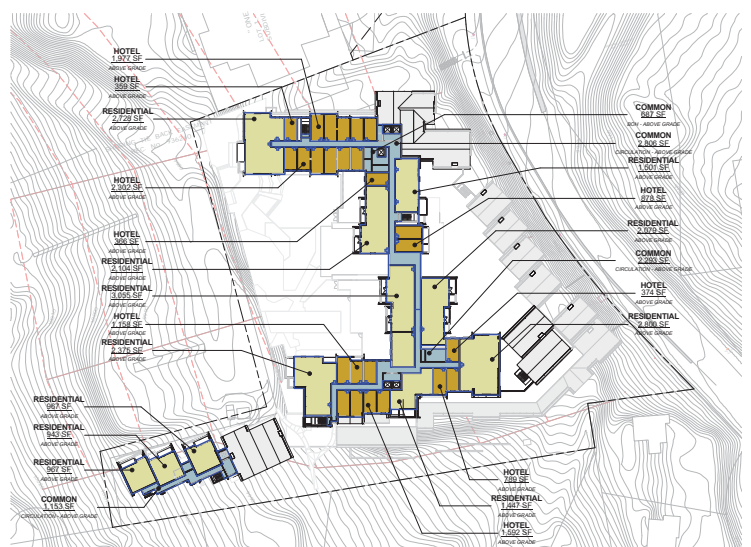 HOTEL
1,977 SF
ABOVE GRADE
HOTEL
359 SF
ABOVE GRADE
RESIDENTIAL
2,728 SF
ABOVE GRADE
HOTEL
2,302 SF
ABOVE GRADE
HOTEL
366 SF
ABOVE GRADE
RESIDENTIAL
2,104 SF
ABOVE GRADE
RESIDENTIAL
3,055 SF
ABOVE GRADE
HOTEL
1,158 SF
ABOVE GRADE
RESIDENTIAL
2,375 SF
ABOVE GRADE
RESIDENTIAL
967 SF
ABOVE GRADE
RESIDENTIAL
943 SF
ABOVE GRADE
RESIDENTIAL
967 SF
ABOVE GRADE
COMMON
1,153 SF
CIRCULATION - ABOVE GRADE
COMMON
687 SF
BOH - ABOVE GRADE
COMMON
2,806 SF
CIRCULATION - ABOVE GRADE
RESIDENTIAL
1,501 SF
ABOVE GRADE
HOTEL
878 SF
ABOVE GRADE
RESIDENTIAL
2,079 SF
ABOVE GRADE
COMMON
2,293 SF
CIRCULATION - ABOVE GRADE
HOTEL
374 SF
ABOVE GRADE
RESIDENTIAL
2,800 SF
ABOVE GRADE
HOTEL
789 SF
ABOVE GRADE
RESIDENTIAL
1,447 SF
ABOVE GRADE
HOTEL
1,592 SF
ABOVE GRADE